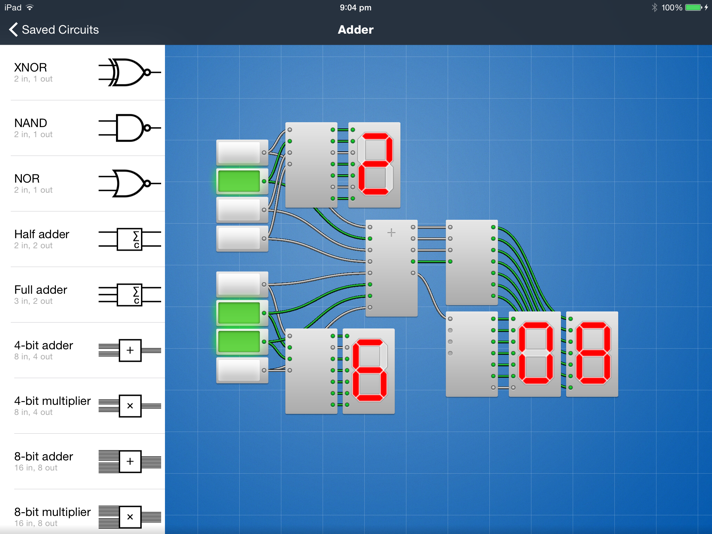 iPad 9:04 pm 100%
Saved Circuits Adder
XNOR
2 in, 1 out
NAND
2 in, 1 out
NOR
2 in, 1 out
Half adder
2 in, 2 out
Σ
C
Full adder
3 in, 2 out
Σ
C
4-bit adder
8 in, 4 out
+
4-bit multiplier
8 in, 4 out
×
8-bit adder
16 in, 8 out
+
8-bit multiplier
16 in, 8 out
×
2
+
6
08